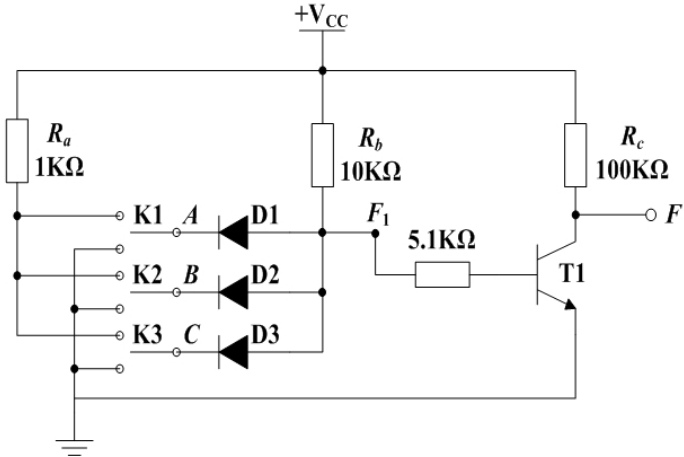 +VCC
Ra
1KΩ
Rb
10KΩ
Rc
100KΩ
K1 A D1
F1
F
5.1KΩ
K2 B D2
T1
K3 C D3